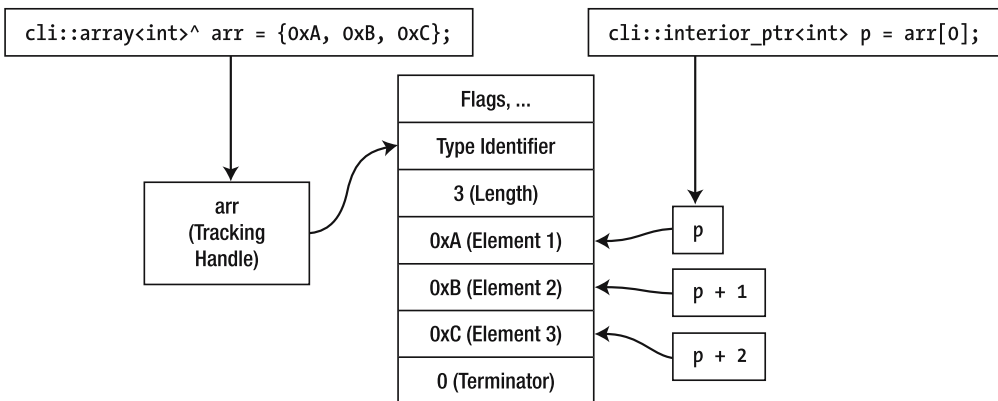 cli::array<int>^ arr = {0xA, 0xB, 0xC};
cli::interior_ptr<int> p = arr[0];
Flags, ...
Type Identifier
3 (Length)
0xA (Element 1)
0xB (Element 2)
0xC (Element 3)
0 (Terminator)
arr
(Tracking
Handle)
p
p + 1
p + 2